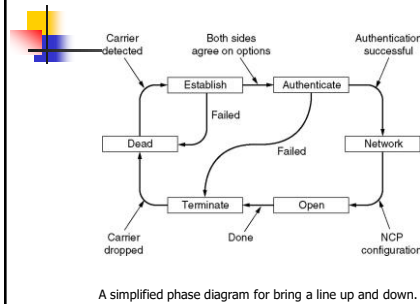 Carrier
detected
Both sides
agree on options
Authentication
successful
Establish
Authenticate
Failed
Dead
Network
Failed
Terminate
Open
Carrier
dropped
Done
NCP
configuration
A simplified phase diagram for bring a line up and down.